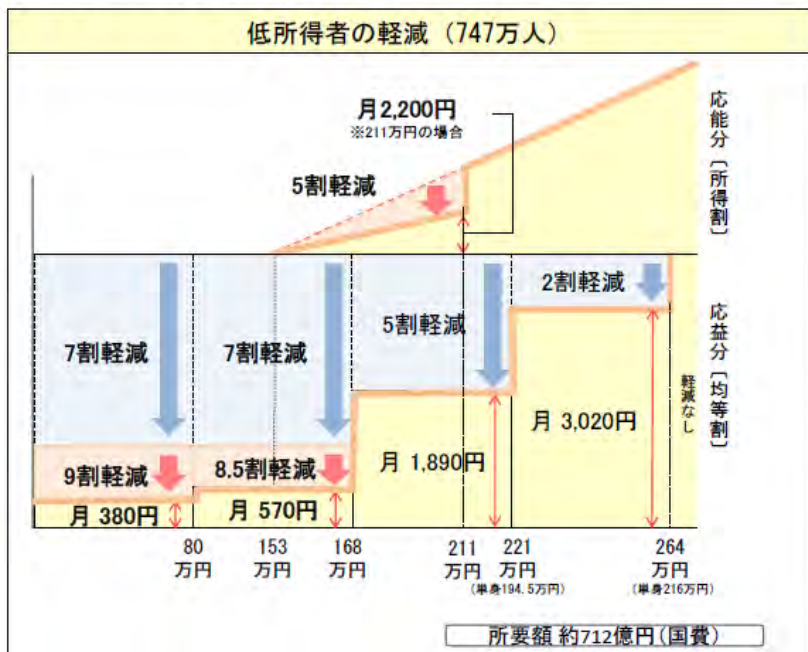 低所得者の軽減（747万人）
月2,200円
※211万円の場合
5割軽減
応能分〔所得割〕
7割軽減
7割軽減
5割軽減
2割軽減
応益分〔均等割〕
軽減なし
9割軽減
8.5割軽減
月 380円
月 570円
月 1,890円
月 3,020円
80
万円
153
万円
168
万円
211
万円
221
万円
（単身194.5万円）
264
万円
（単身216万円）
所要額 約712億円（国費）